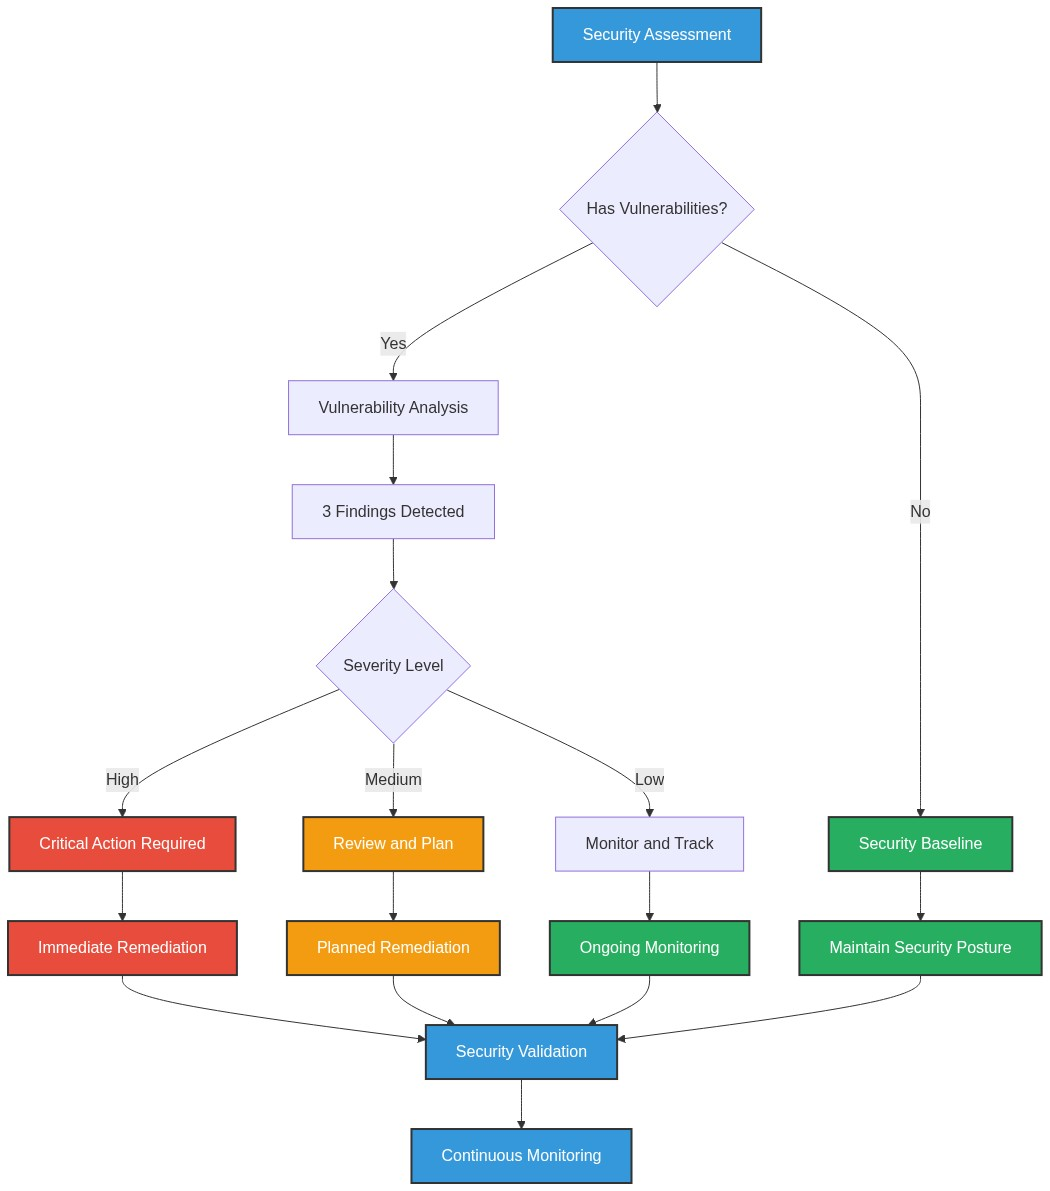 Security Assessment
Has Vulnerabilities?
Yes
Vulnerability Analysis
3 Findings Detected
No
Severity Level
High
Medium
Low
Critical Action Required
Review and Plan
Monitor and Track
Security Baseline
Immediate Remediation
Planned Remediation
Ongoing Monitoring
Maintain Security Posture
Security Validation
Continuous Monitoring